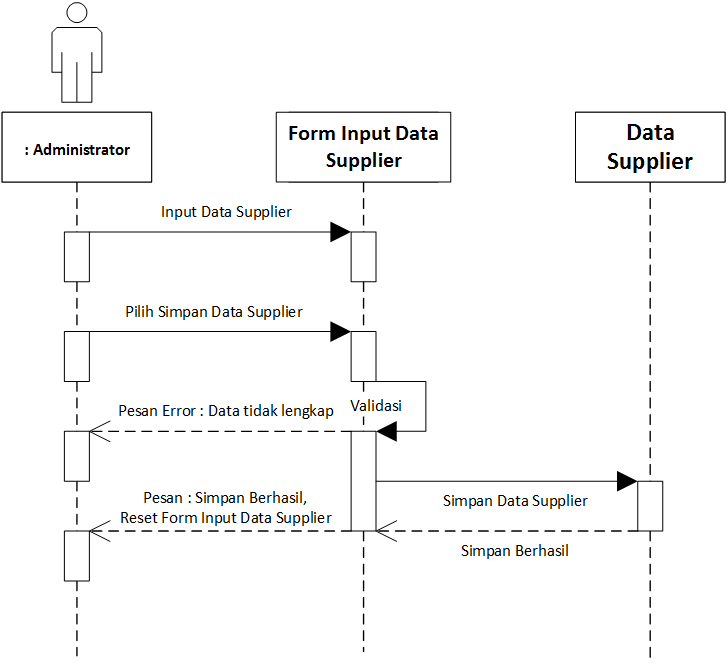 : Administrator
Form Input Data
Supplier
Data
Supplier
Input Data Supplier
Pilih Simpan Data Supplier
Validasi
Pesan Error : Data tidak lengkap
Simpan Data Supplier
Pesan : Simpan Berhasil,
Reset Form Input Data Supplier
Simpan Berhasil